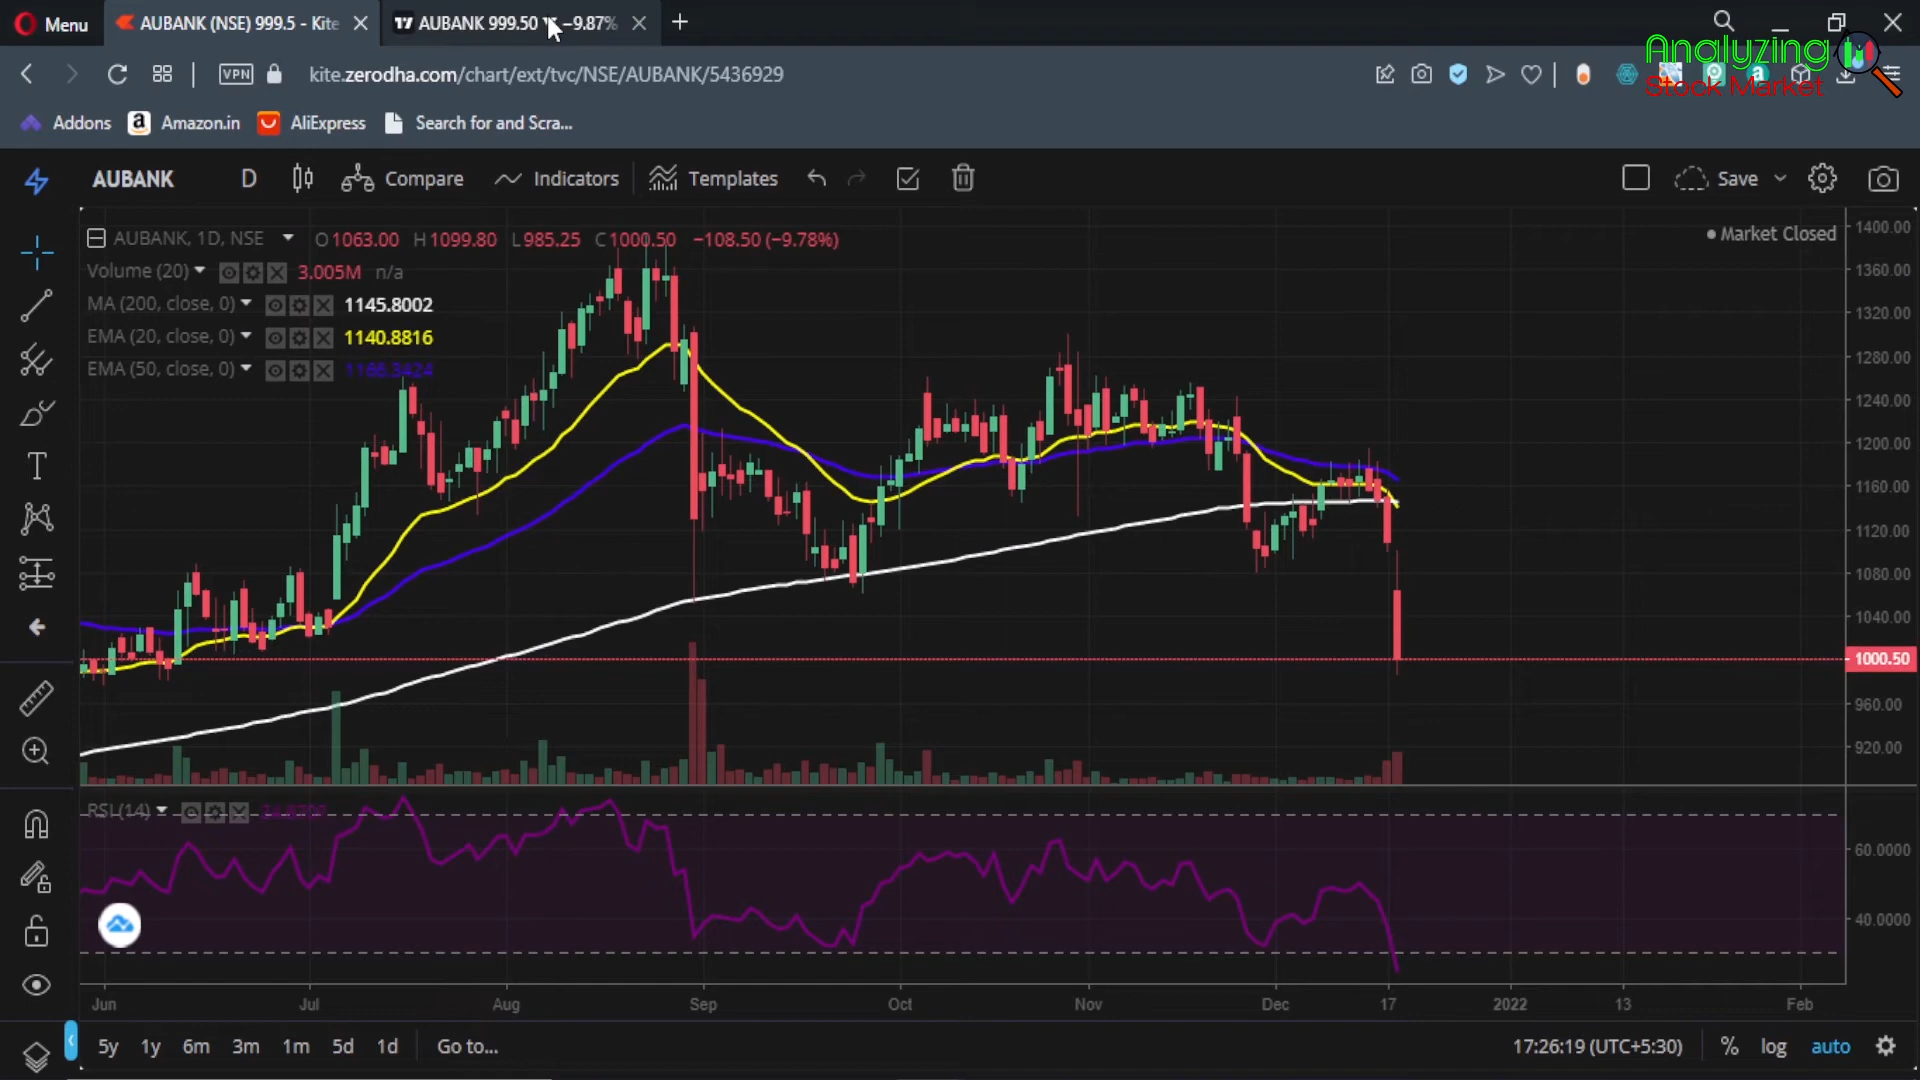 Menu
AUBANK (NSE) 999.5 - Kite
AUBANK 999.50 −9.87%
Analyzing
Stock Market
VPN
kite.zerodha.com/chart/ext/tvc/NSE/AUBANK/5436929
Addons
Amazon.in
AliExpress
Search for and Scra...
AUBANK
D
Compare
Indicators
Templates
Save
AUBANK, 1D, NSE
O1063.00 H1099.80 L985.25 C1000.50 −108.50 (−9.78%)
Market Closed
Volume (20)
3.005M n/a
MA (200, close, 0)
1145.8002
EMA (20, close, 0)
1140.8816
EMA (50, close, 0)
1400.00
1360.00
1320.00
1280.00
1240.00
1200.00
1160.00
1120.00
1080.00
1040.00
1000.50
960.00
920.00
RSI (14)
60.0000
40.0000
Jun Jul Aug Sep Oct Nov Dec 17 2022 13 Feb
5y 1y 6m 3m 1m 5d 1d Go to...
17:26:19 (UTC+5:30)
% log auto